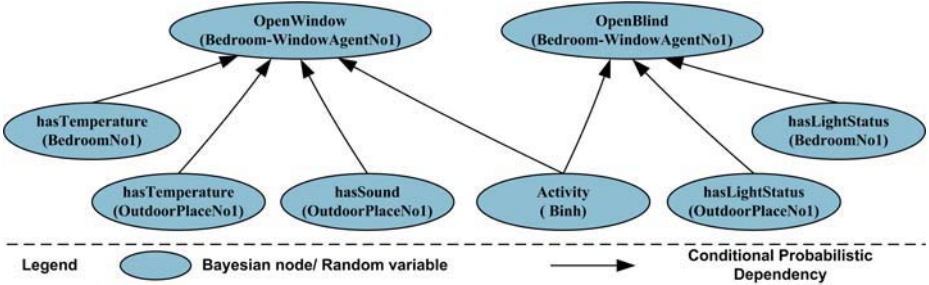 OpenWindow
(Bedroom-WindowAgentNo1)
OpenBlind
(Bedroom-WindowAgentNo1)
hasTemperature
(BedroomNo1)
hasLightStatus
(BedroomNo1)
hasTemperature
(OutdoorPlaceNo1)
hasSound
(OutdoorPlaceNo1)
Activity
( Binh)
hasLightStatus
(OutdoorPlaceNo1)
Legend
Bayesian node/ Random variable
Conditional Probabilistic
Dependency